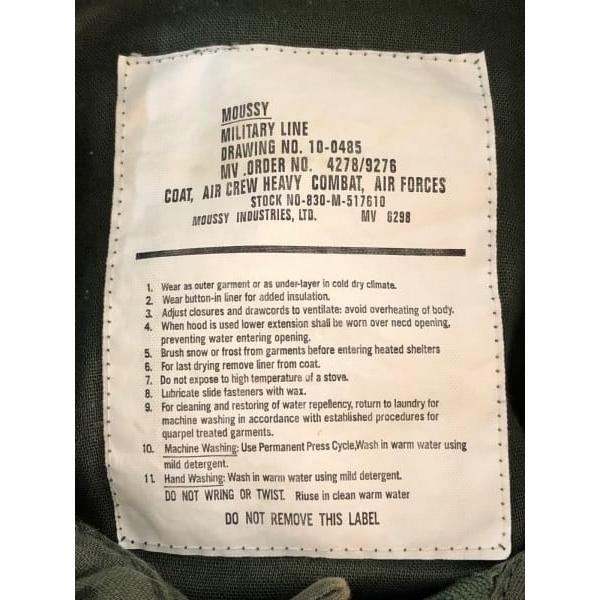 MOUSSY
MILITARY LINE
DRAWING NO. 10-0485
MV .ORDER NO. 4278/9276
COAT, AIR CREW HEAVY COMBAT, AIR FORCES
STOCK NO-830-M-517610
MOUSSY INDUSTRIES, LTD. MV 6298
1. Wear as outer garment or as under-layer in cold dry climate.
2. Wear button-in liner for added insulation.
3. Adjust closures and drawcords to ventilate: avoid overheating of body.
4. When hood is used lower extension shall be worn over necd opening,
preventing water entering opening.
5. Brush snow or frost from garments before entering heated shelters
6. For last drying remove liner from coat.
7. Do not expose to high temperature of a stova.
8. Lubricate slide fasteners with wax.
9. For cleaning and restoring of water repellency, return to laundry for
machine washing in accordance with established procedures for
quarpel treated garments.
10. Machine Washing: Use Permanent Press Cycle,Wash in warm water using
mild detergent.
11. Hand Washing: Wash in warm water using mild detergent.
DO NOT WRING OR TWIST. Riuse in clean warm water
DO NOT REMOVE THIS LABEL